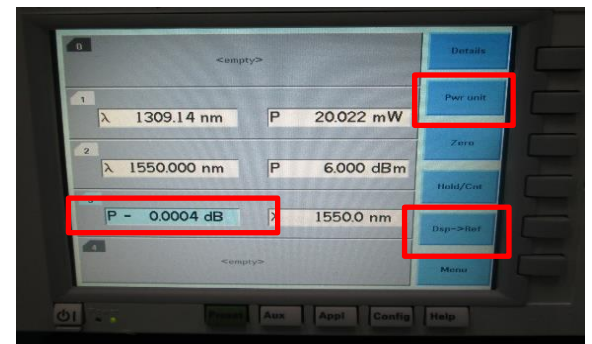 0
<empty>
Details
1
λ 1309.14 nm P 20.022 mW
Pwr unit
Zero
2
λ 1550.000 nm P 6.000 dBm
Hold/Cnt
3
P - 0.0004 dB λ 1550.0 nm
Dsp->Ref
4
<empty>
Menu
Preset Aux Appl Config Help